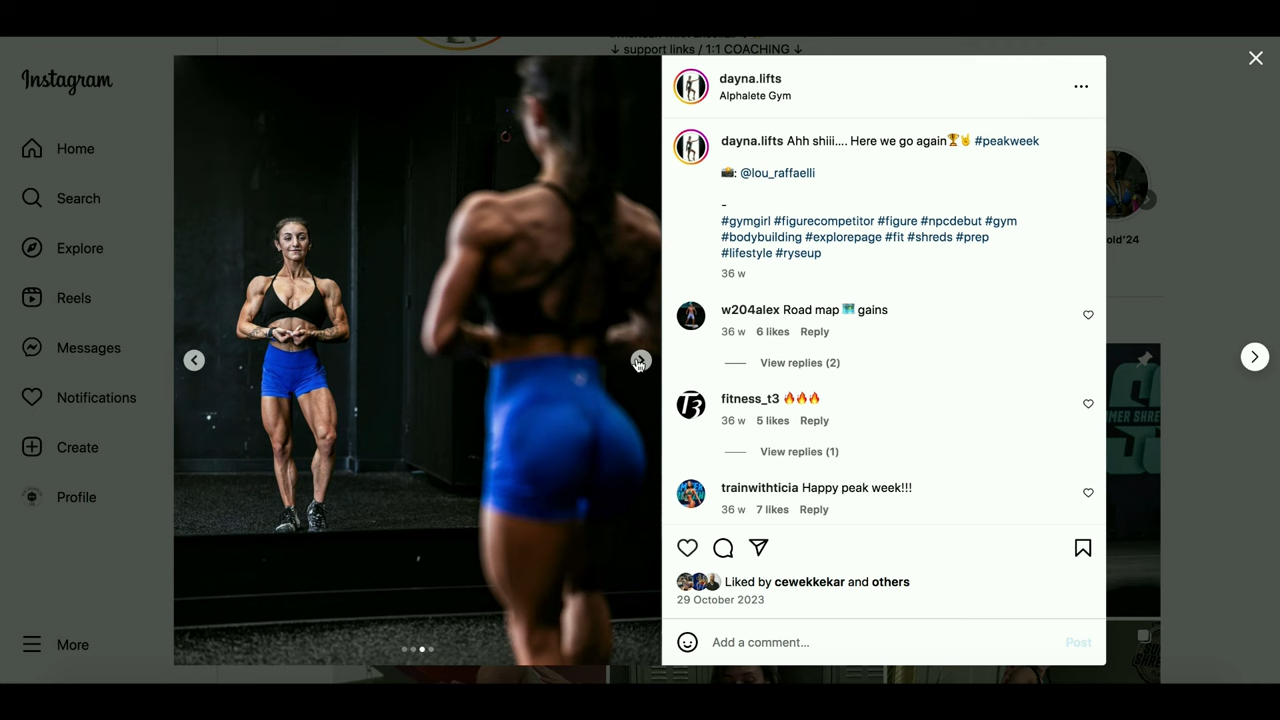 ↓ support links / 1:1 COACHING ↓
Instagram
Home
Search
Explore
Reels
Messages
Notifications
Create
Profile
More
dayna.lifts
Alphalete Gym
dayna.lifts Ahh shiii.... Here we go again🏆🤘 #peakweek
📸: @lou_raffaelli
-
#gymgirl #figurecompetitor #figure #npcdebut #gym
#bodybuilding #explorepage #fit #shreds #prep
#lifestyle #ryseup
36 w
w204alex Road map 🗺️ gains
36 w 6 likes Reply
View replies (2)
fitness_t3 🔥🔥🔥
36 w 5 likes Reply
View replies (1)
trainwithticia Happy peak week!!!
36 w 7 likes Reply
Liked by cewekkekar and others
29 October 2023
Add a comment...
Post
old'24